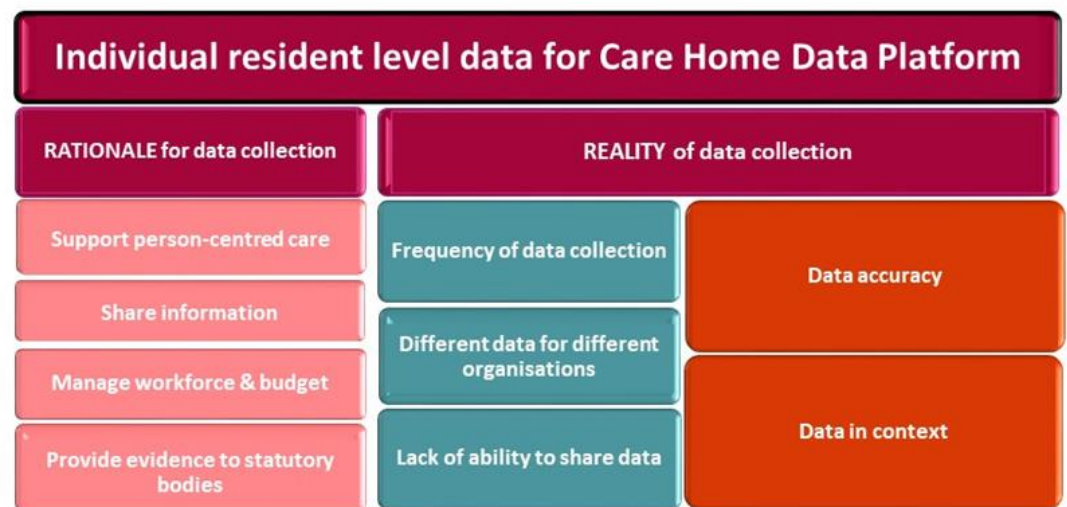 Individual resident level data for Care Home Data Platform
RATIONALE for data collection
REALITY of data collection
Support person-centred care
Share information
Manage workforce & budget
Provide evidence to statutory
bodies
Frequency of data collection
Different data for different
organisations
Lack of ability to share data
Data accuracy
Data in context